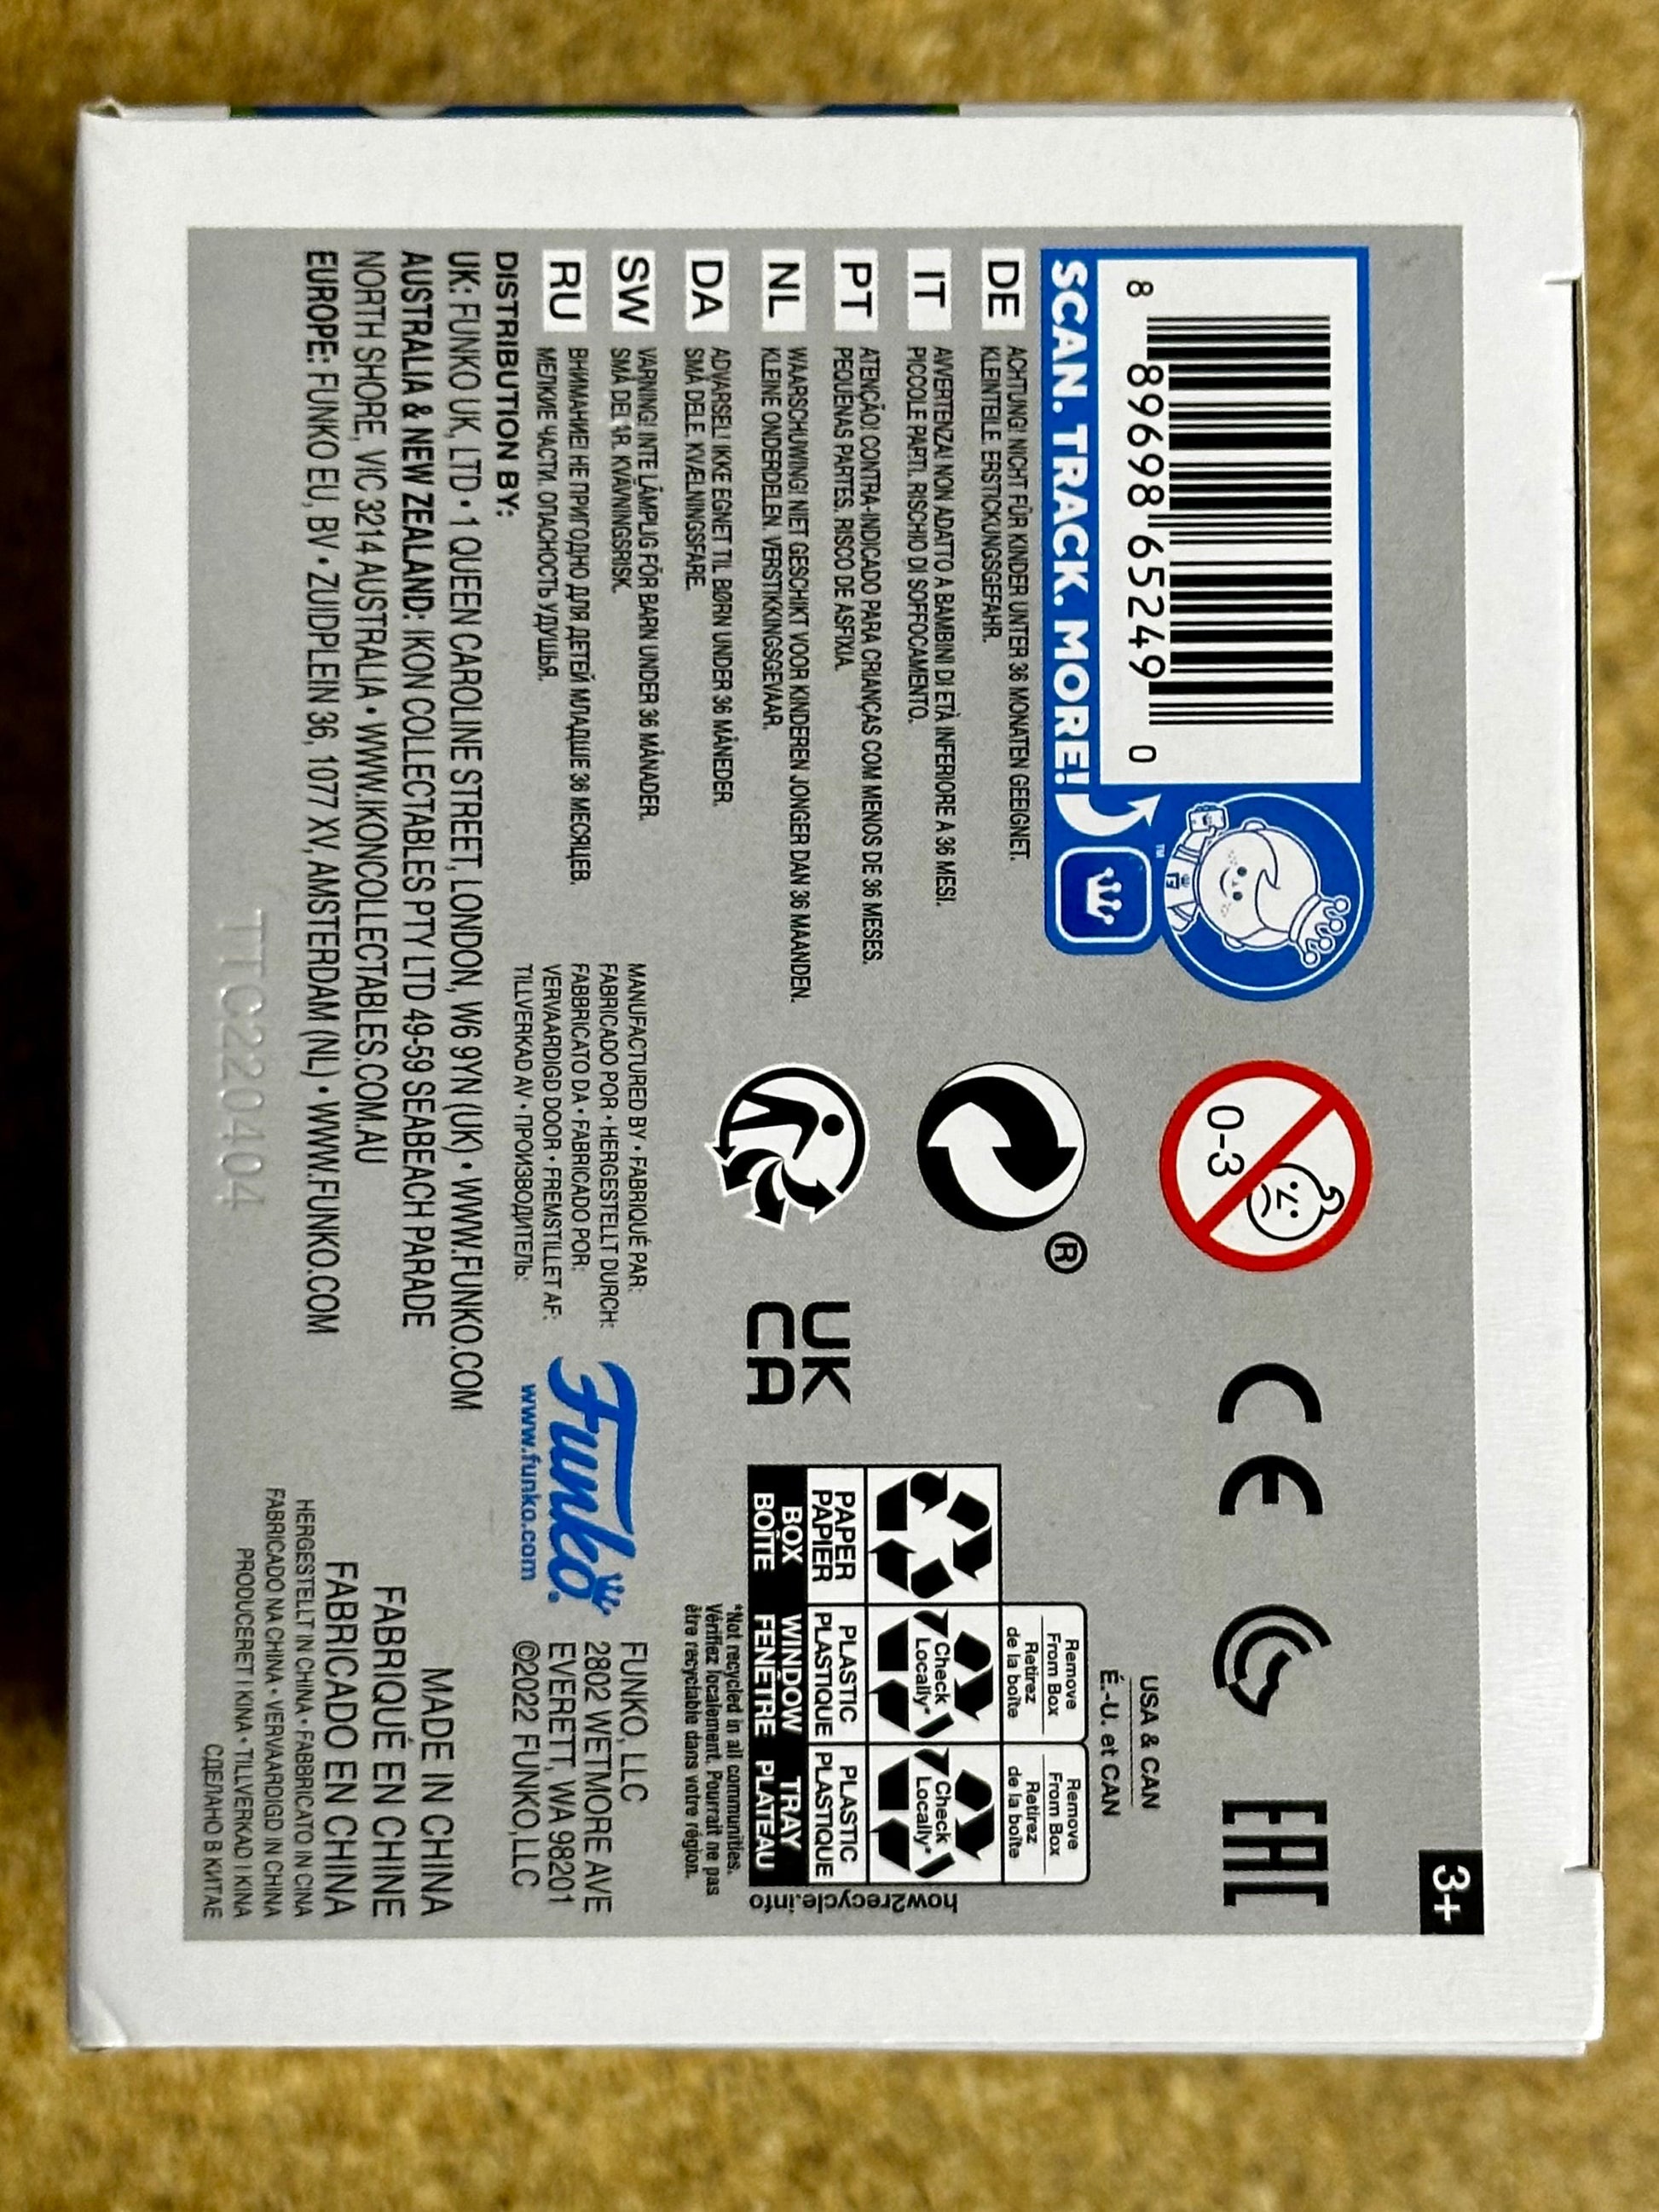 3+
8 89698 65249 0
SCAN. TRACK. MORE!
TM
F
0-3
CE
EAC
DE
ACHTUNG! NICHT FÜR KINDER UNTER 36 MONATEN GEEIGNET.
KLEINTEILE. ERSTICKUNGSGEFAHR.
IT
AVVERTENZA! NON ADATTO A BAMBINI DI ETÀ INFERIORE A 36 MESI.
PICCOLE PARTI. RISCHIO DI SOFFOCAMENTO.
PT
ATENÇÃO! CONTRA-INDICADO PARA CRIANÇAS COM MENOS DE 36 MESES.
PEQUENAS PARTES. RISCO DE ASFIXIA.
NL
WAARSCHUWING! NIET GESCHIKT VOOR KINDEREN JONGER DAN 36 MAANDEN.
KLEINE ONDERDELEN. VERSTIKKINGSGEVAAR.
DA
ADVARSEL! IKKE EGNET TIL BØRN UNDER 36 MÅNEDER.
SMÅ DELE. KVÆLNINGSFARE.
SW
VARNING! INTE LÄMPLIG FÖR BARN UNDER 36 MÅNADER.
SMÅ DELAR. KVÄVNINGSRISK.
RU
ВНИМАНИЕ! НЕ ПРИГОДНО ДЛЯ ДЕТЕЙ МЛАДШЕ 36 МЕСЯЦЕВ.
МЕЛКИЕ ЧАСТИ. ОПАСНОСТЬ УДУШЬЯ.
®
UK
CA
USA & CAN
É.-U. et CAN
Remove
From Box
Retirez
de la boîte
Remove
From Box
Retirez
de la boîte
Check
Locally*
Check
Locally*
PAPER
PAPIER
PLASTIC
PLASTIQUE
PLASTIC
PLASTIQUE
BOX
BOÎTE
WINDOW
FENÊTRE
TRAY
PLATEAU
how2recycle.info
*Not recycled in all communities.
Vérifiez localement. Pourrait ne pas
être recyclable dans votre région.
MANUFACTURED BY • FABRIQUÉ PAR:
FABRICADO POR • HERGESTELLT DURCH:
FABBRICATO DA • FABRICADO POR:
VERVAARDIGD DOOR • FREMSTILLET AF:
TILLVERKAD AV • ПРОИЗВОДИТЕЛЬ:
Funko®
www.funko.com
FUNKO, LLC
2802 WETMORE AVE
EVERETT, WA 98201
©2022 FUNKO,LLC
DISTRIBUTION BY:
UK: FUNKO UK, LTD • 1 QUEEN CAROLINE STREET, LONDON, W6 9YN (UK) • WWW.FUNKO.COM
AUSTRALIA & NEW ZEALAND: IKON COLLECTABLES PTY LTD 49-59 SEABEACH PARADE
NORTH SHORE, VIC 3214 AUSTRALIA • WWW.IKONCOLLECTABLES.COM.AU
EUROPE: FUNKO EU, BV • ZUIDPLEIN 36, 1077 XV, AMSTERDAM (NL) • WWW.FUNKO.COM
MADE IN CHINA
FABRIQUÉ EN CHINE
FABRICADO EN CHINA
HERGESTELLT IN CHINA • FABBRICATO IN CINA
FABRICADO NA CHINA • VERVAARDIGD IN CHINA
PRODUCERET I KINA • TILLVERKAD I KINA
СДЕЛАНО В КИТАЕ
TTC220404